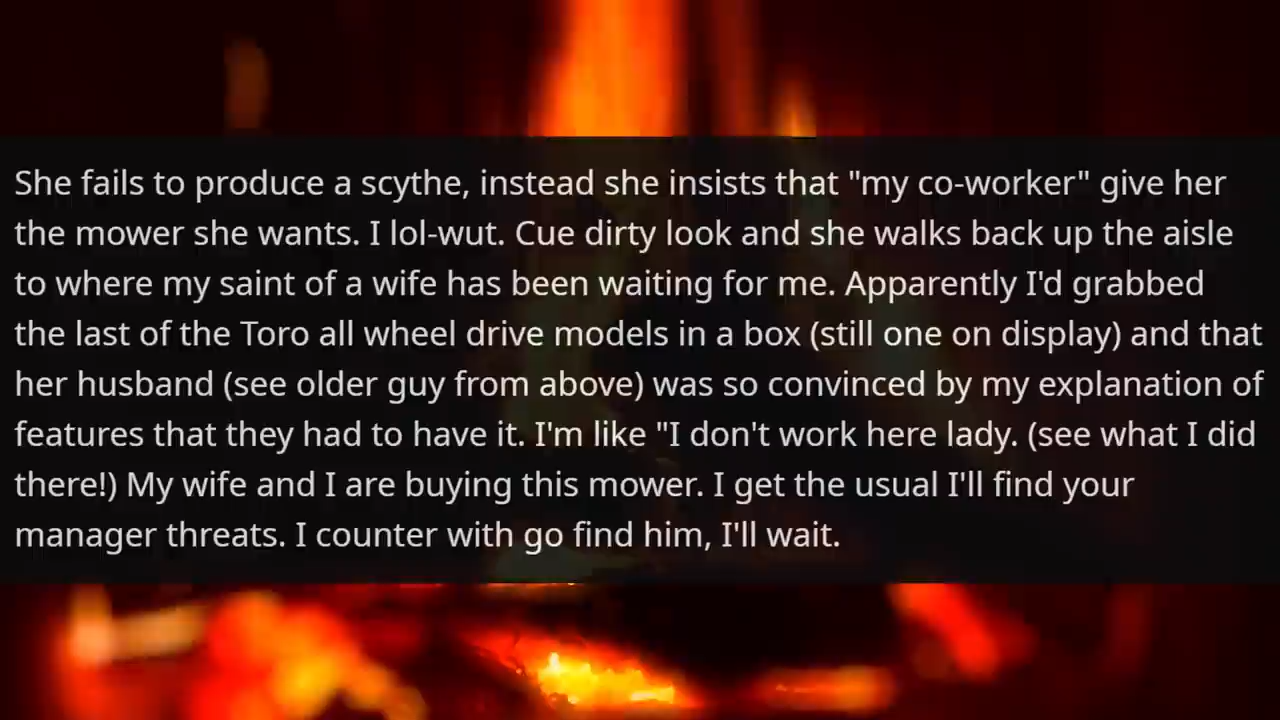 She fails to produce a scythe, instead she insists that "my co-worker" give her
the mower she wants. I lol-wut. Cue dirty look and she walks back up the aisle
to where my saint of a wife has been waiting for me. Apparently I'd grabbed
the last of the Toro all wheel drive models in a box (still one on display) and that
her husband (see older guy from above) was so convinced by my explanation of
features that they had to have it. I'm like "I don't work here lady. (see what I did
there!) My wife and I are buying this mower. I get the usual I'll find your
manager threats. I counter with go find him, I'll wait.